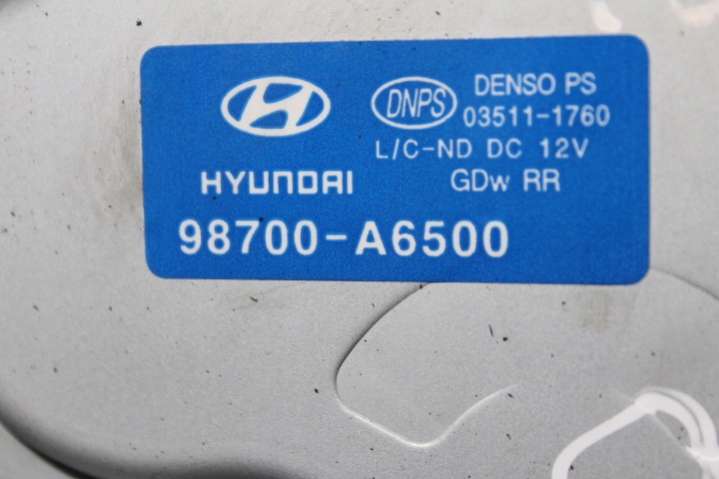 DNPS DENSO PS
03511-1760
L/C-ND DC 12V
HYUNDAI GDw RR
98700-A6500